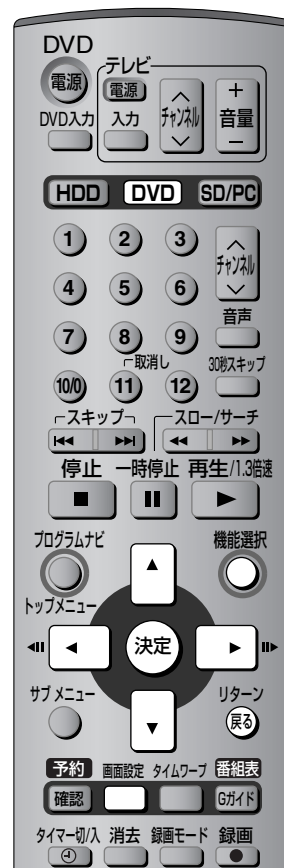 DVD
テレビ
電源 電源 チャンネル + 音量 −
DVD入力 入力
HDD DVD SD/PC
1 2 3
チャンネル
4 5 6
音声
7 8 9
取消し 30秒スキップ
10/0 11 12
スキップ スロー/サーチ
停止 一時停止 再生/1.3倍速
プログラムナビ 機能選択
トップメニュー
決定
サブ メニュー リターン
戻る
予約 画面設定 タイムワープ 番組表
確認 Gガイド
タイマー切/入 消去 録画モード 録画